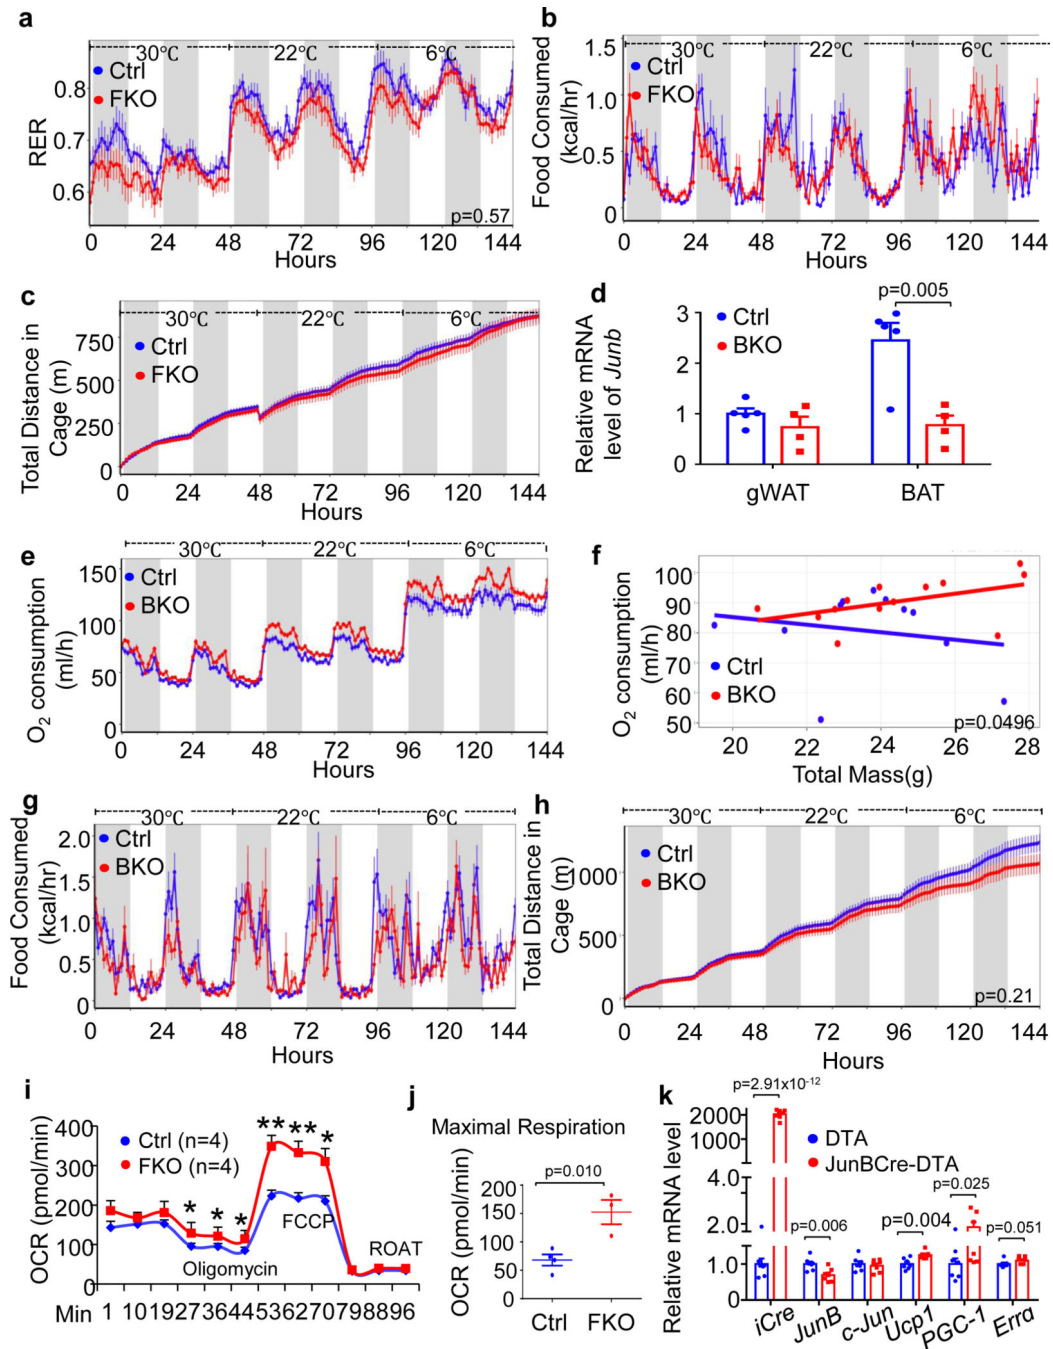 a
30°C 22°C 6°C
Ctrl
FKO
RER
0.8
0.7
0.6
p=0.57
0 24 48 72 96 120 144
Hours
b
30°C 22°C 6°C
Ctrl
FKO
Food Consumed
(kcal/hr)
1.5
1.0
0.5
0
0 24 48 72 96 120 144
Hours
c
30°C 22°C 6°C
Ctrl
FKO
Total Distance in
Cage (m)
750
500
250
0
0 24 48 72 96 120 144
Hours
d
p=0.005
Ctrl
BKO
Relative mRNA
level of Junb
3
2
1
0
gWAT BAT
e
30°C 22°C 6°C
Ctrl
BKO
O2 consumption
(ml/h)
150
100
50
0
0 24 48 72 96 120 144
Hours
f
O2 consumption
(ml/h)
100
90
80
70
60
50
Ctrl
BKO
p=0.0496
20 22 24 26 28
Total Mass(g)
g
30°C 22°C 6°C
Ctrl
BKO
Food Consumed
(kcal/hr)
2.0
1.5
1.0
0.5
0
0 24 48 72 96 120 144
Hours
h
30°C 22°C 6°C
Ctrl
BKO
Total Distance in
Cage (m)
1000
500
0
p=0.21
0 24 48 72 96 120 144
Hours
i
Ctrl (n=4)
FKO (n=4)
OCR (pmol/min)
400
300
200
100
0
* * * ** ** *
FCCP
Oligomycin
ROAT
Min 1 10 19 27 36 44 53 62 70 79 88 96
j
Maximal Respiration
p=0.010
OCR (pmol/min)
200
150
100
50
0
Ctrl FKO
k
p=2.91x10-12
DTA
JunBCre-DTA
Relative mRNA level
2000
1000
2.0
1.0
0
p=0.006
p=0.004
p=0.025
p=0.051
iCre JunB c-Jun Ucp1 PGC-1 Erra